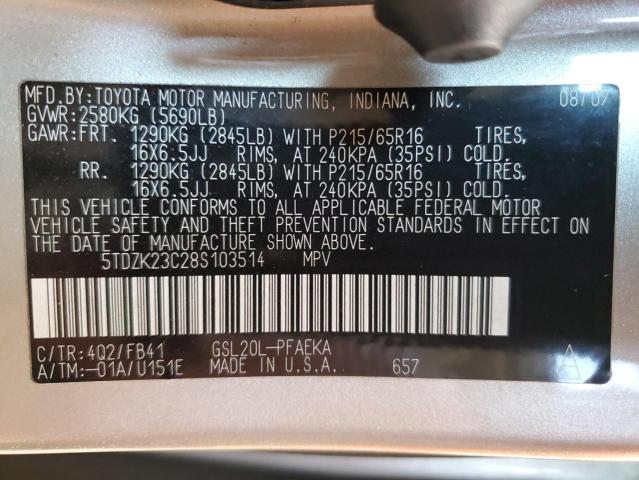 MFD.BY:TOYOTA MOTOR MANUFACTURING, INDIANA, INC. 08/07
GVWR:2580KG (5690LB)
GAWR:FRT. 1290KG (2845LB) WITH P215/65R16 TIRES,
16X6.5JJ RIMS, AT 240KPA (35PSI) COLD.
RR. 1290KG (2845LB) WITH P215/65R16 TIRES,
16X6.5JJ RIMS, AT 240KPA (35PSI) COLD.
THIS VEHICLE CONFORMS TO ALL APPLICABLE FEDERAL MOTOR
VEHICLE SAFETY AND THEFT PREVENTION STANDARDS IN EFFECT ON
THE DATE OF MANUFACTURE SHOWN ABOVE.
5TDZK23C28S103514 MPV
C/TR:4Q2/FB41 GSL20L-PFAEKA
A/TM:-01A/U151E MADE IN U.S.A. 657 A